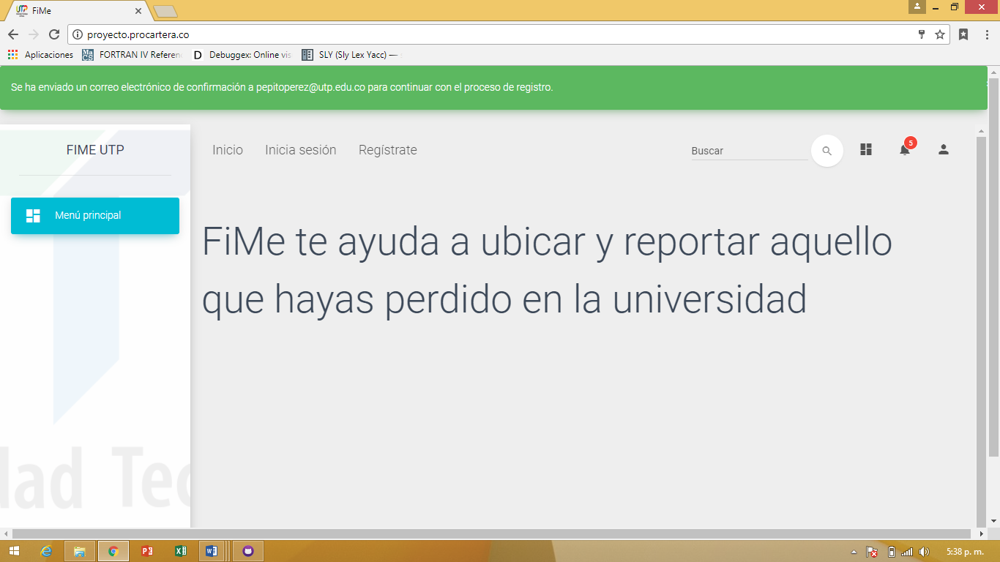 FiMe
proyecto.procartera.co
Aplicaciones
FORTRAN IV Referen
Debuggex: Online vis
SLY (Sly Lex Yacc) —
Se ha enviado un correo electrónico de confirmación a pepitoperez@utp.edu.co para continuar con el proceso de registro.
FIME UTP
Inicio
Inicia sesión
Regístrate
Buscar
5
Menú principal
FiMe te ayuda a ubicar y reportar aquello
que hayas perdido en la universidad
dad Tec
5:38 p. m.